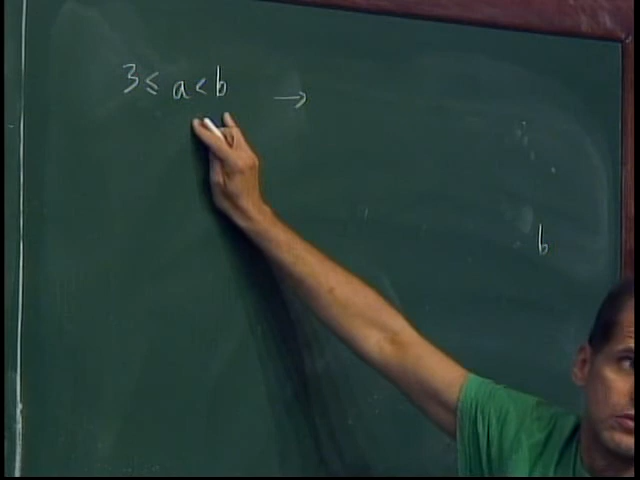 3 ≤ a < b →
b